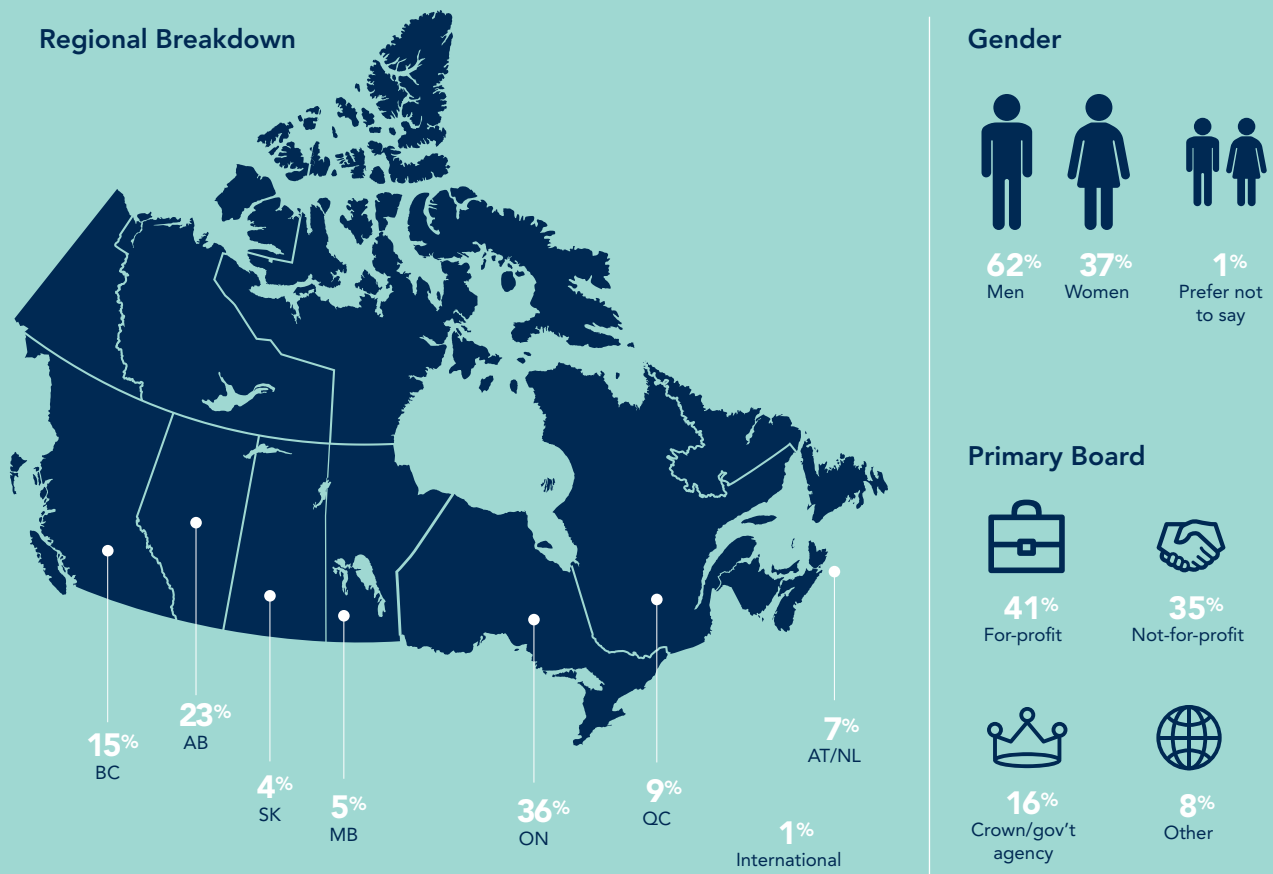 Regional Breakdown
15%
BC
23%
AB
4%
SK
5%
MB
36%
ON
9%
QC
7%
AT/NL
1%
International
Gender
62%
Men
37%
Women
1%
Prefer not
to say
Primary Board
41%
For-profit
35%
Not-for-profit
16%
Crown/gov't
agency
8%
Other